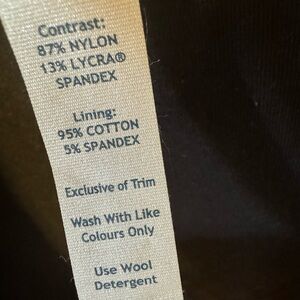 Contrast:
87% NYLON
13% LYCRA®
SPANDEX
Lining:
95% COTTON
5% SPANDEX
Exclusive of Trim
Wash With Like
Colours Only
Use Wool
Detergent